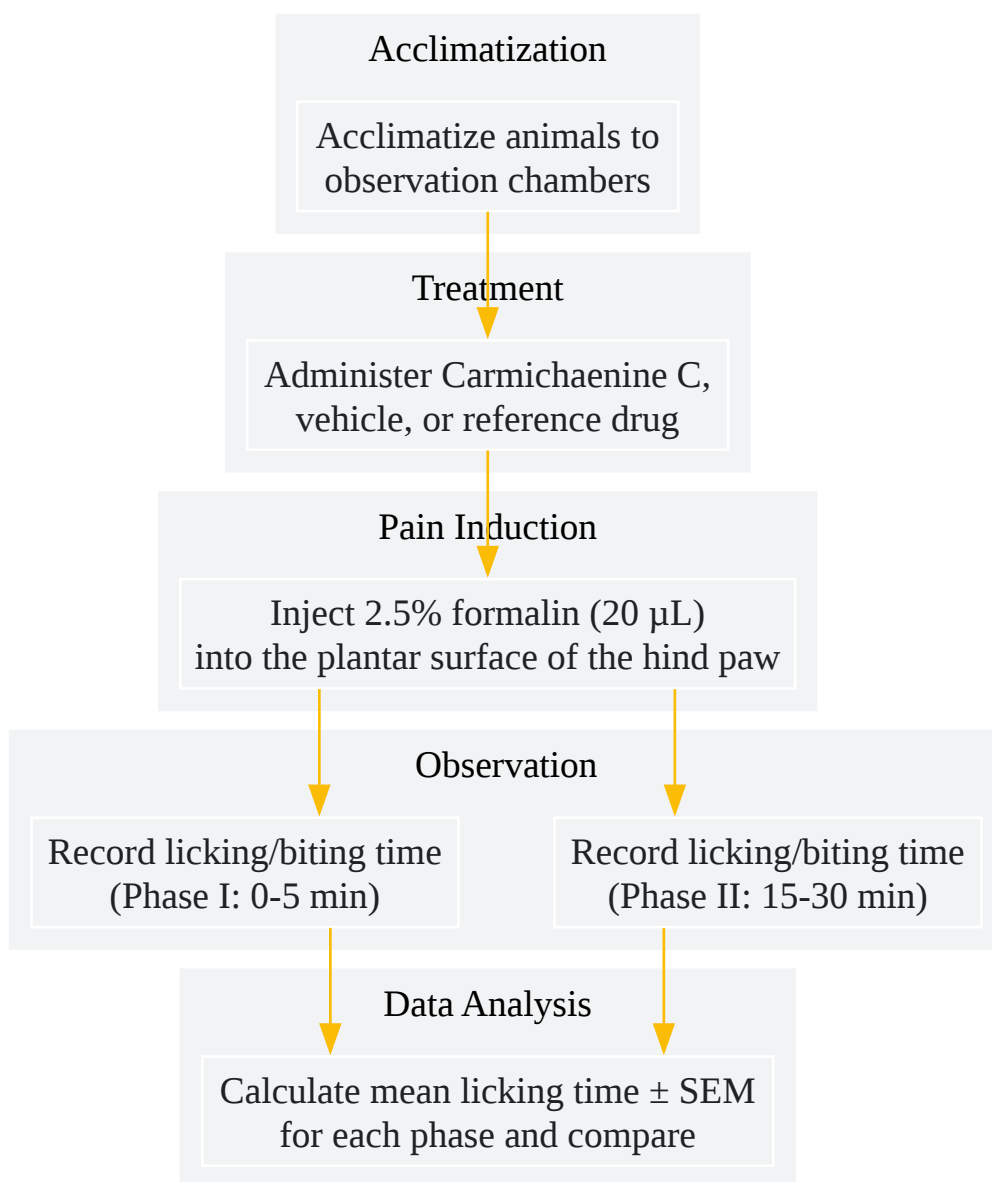 Acclimatization
Acclimatize animals to
observation chambers
Treatment
Administer Carmichaenine C,
vehicle, or reference drug
Pain Induction
Inject 2.5% formalin (20 µL)
into the plantar surface of the hind paw
Observation
Record licking/biting time
(Phase I: 0-5 min)
Record licking/biting time
(Phase II: 15-30 min)
Data Analysis
Calculate mean licking time ± SEM
for each phase and compare